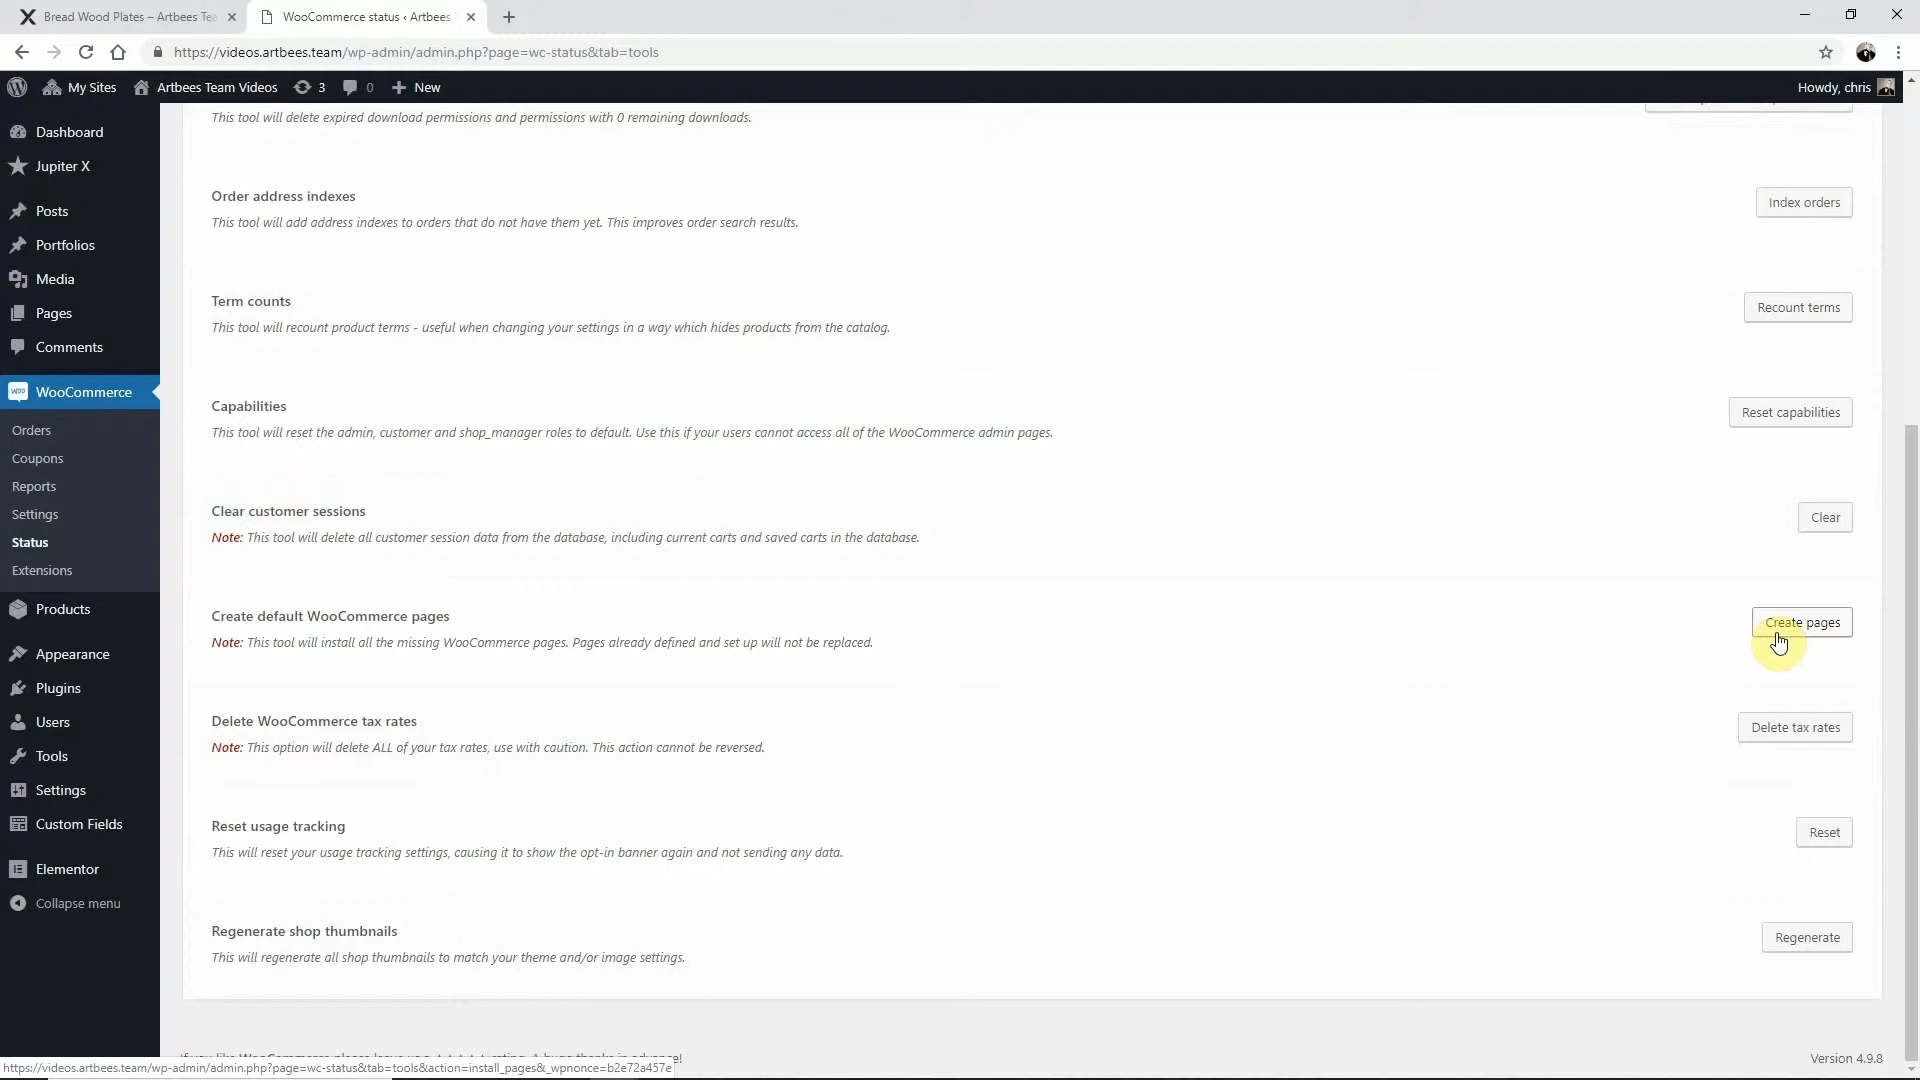 Bread Wood Plates – Artbees Tea
WooCommerce status ‹ Artbees
https://videos.artbees.team/wp-admin/admin.php?page=wc-status&tab=tools
My Sites
Artbees Team Videos
3
0
New
Howdy, chris
Dashboard
Jupiter X
Posts
Portfolios
Media
Pages
Comments
WooCommerce
Orders
Coupons
Reports
Settings
Status
Extensions
Products
Appearance
Plugins
Users
Tools
Settings
Custom Fields
Elementor
Collapse menu
This tool will delete expired download permissions and permissions with 0 remaining downloads.
Order address indexes
This tool will add address indexes to orders that do not have them yet. This improves order search results.
Index orders
Term counts
This tool will recount product terms - useful when changing your settings in a way which hides products from the catalog.
Recount terms
Capabilities
This tool will reset the admin, customer and shop_manager roles to default. Use this if your users cannot access all of the WooCommerce admin pages.
Reset capabilities
Clear customer sessions
Note: This tool will delete all customer session data from the database, including current carts and saved carts in the database.
Clear
Create default WooCommerce pages
Note: This tool will install all the missing WooCommerce pages. Pages already defined and set up will not be replaced.
Create pages
Delete WooCommerce tax rates
Note: This option will delete ALL of your tax rates, use with caution. This action cannot be reversed.
Delete tax rates
Reset usage tracking
This will reset your usage tracking settings, causing it to show the opt-in banner again and not sending any data.
Reset
Regenerate shop thumbnails
This will regenerate all shop thumbnails to match your theme and/or image settings.
Regenerate
Version 4.9.8
https://videos.artbees.team/wp-admin/admin.php?page=wc-status&tab=tools&action=install_pages&_wpnonce=b2e72a457e